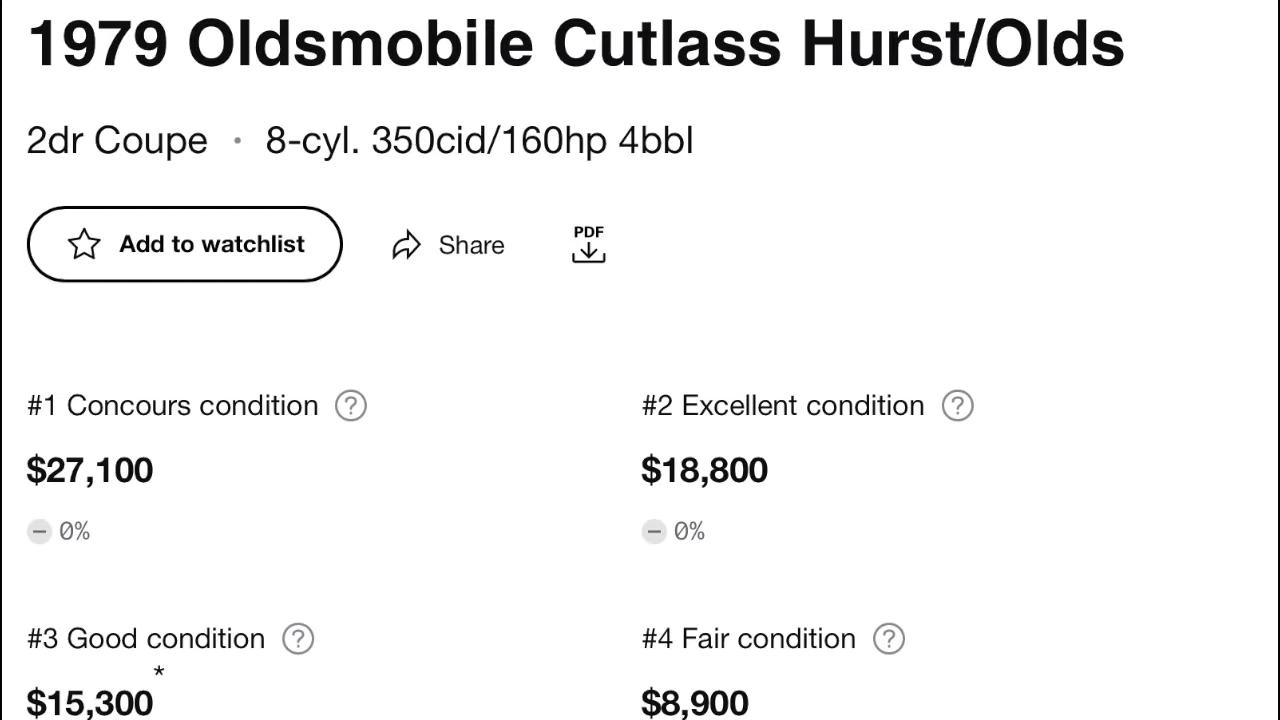 1979 Oldsmobile Cutlass Hurst/Olds
2dr Coupe • 8-cyl. 350cid/160hp 4bbl
Add to watchlist Share PDF
#1 Concours condition ? #2 Excellent condition ?
$27,100 $18,800
0% 0%
#3 Good condition ? #4 Fair condition ?
$15,300* $8,900